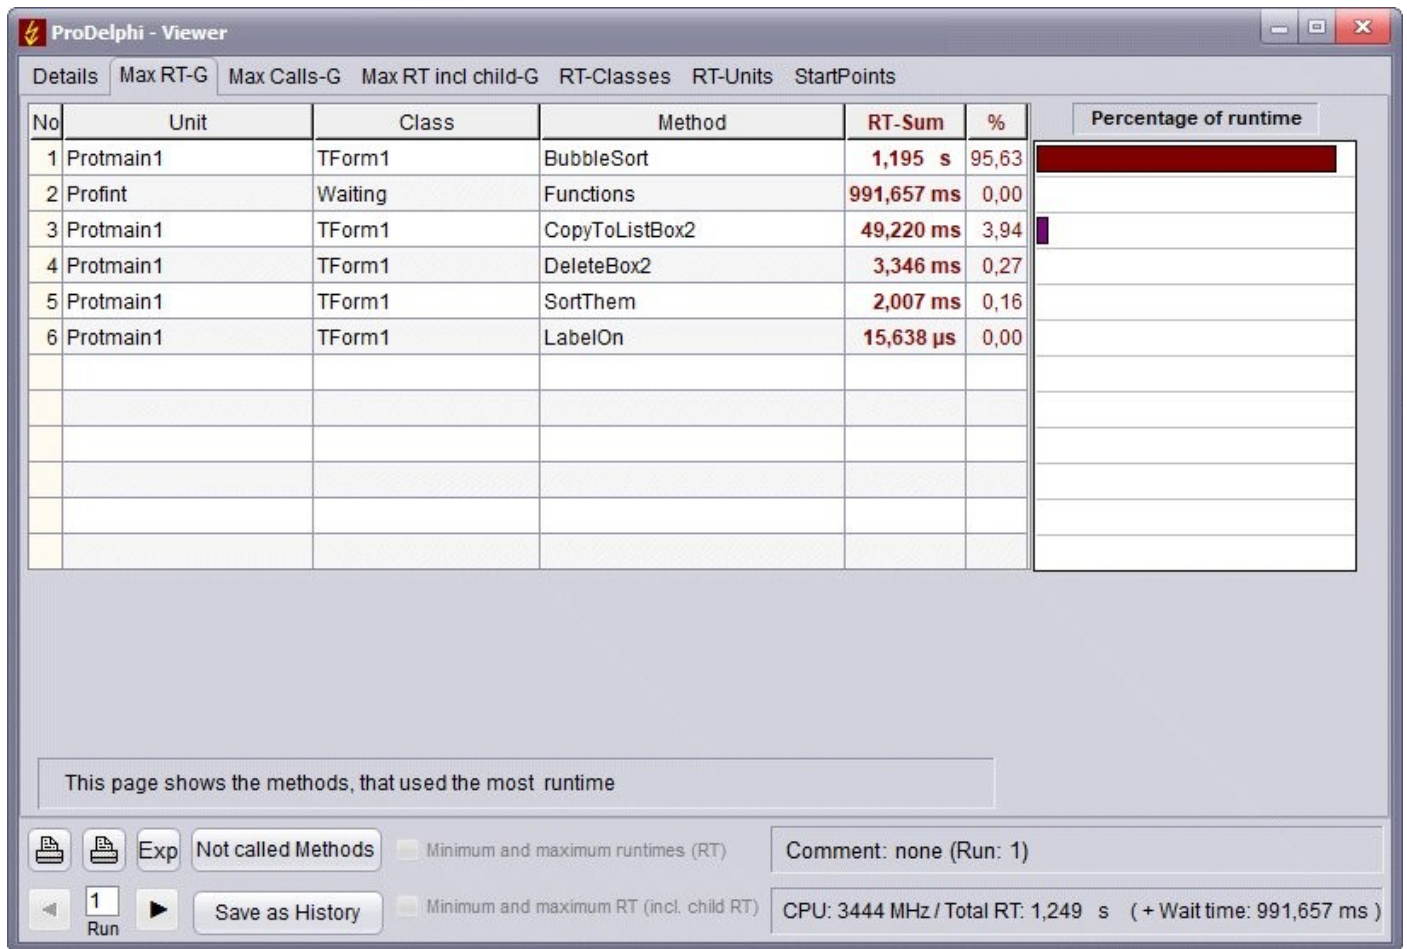 ProDelphi - Viewer
Details Max RT-G Max Calls-G Max RT incl child-G RT-Classes RT-Units StartPoints
No Unit Class Method RT-Sum % Percentage of runtime
1 Protmain1 TForm1 BubbleSort 1,195 s 95,63
2 Profint Waiting Functions 991,657 ms 0,00
3 Protmain1 TForm1 CopyToListBox2 49,220 ms 3,94
4 Protmain1 TForm1 DeleteBox2 3,346 ms 0,27
5 Protmain1 TForm1 SortThem 2,007 ms 0,16
6 Protmain1 TForm1 LabelOn 15,638 µs 0,00
This page shows the methods, that used the most runtime
Exp Not called Methods Minimum and maximum runtimes (RT) Comment: none (Run: 1)
1 Save as History Minimum and maximum RT (incl. child RT) CPU: 3444 MHz / Total RT: 1,249 s ( + Wait time: 991,657 ms )
Run